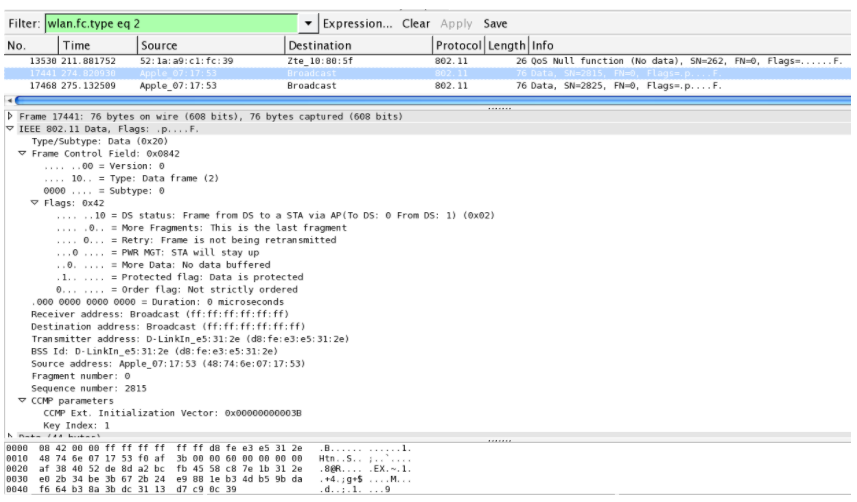 Filter: wlan.fc.type eq 2 Expression... Clear Apply Save
No. Time Source Destination Protocol Length Info
13530 211.881752 52:1a:a9:c1:fc:39 Zte_10:80:5f 802.11 26 QoS Null function (No data), SN=262, FN=0, Flags=......F.
17441 274.820930 Apple_07:17:53 Broadcast 802.11 76 Data, SN=2815, FN=0, Flags=.p....F.
17468 275.132509 Apple_07:17:53 Broadcast 802.11 76 Data, SN=2825, FN=0, Flags=.p....F.
Frame 17441: 76 bytes on wire (608 bits), 76 bytes captured (608 bits)
IEEE 802.11 Data, Flags: .p....F.
Type/Subtype: Data (0x20)
Frame Control Field: 0x0842
.... ..00 = Version: 0
.... 10.. = Type: Data frame (2)
0000 .... = Subtype: 0
Flags: 0x42
.... ..10 = DS status: Frame from DS to a STA via AP(To DS: 0 From DS: 1) (0x02)
.... .0.. = More Fragments: This is the last fragment
.... 0... = Retry: Frame is not being retransmitted
...0 .... = PWR MGT: STA will stay up
..0. .... = More Data: No data buffered
.1.. .... = Protected flag: Data is protected
0... .... = Order flag: Not strictly ordered
.000 0000 0000 0000 = Duration: 0 microseconds
Receiver address: Broadcast (ff:ff:ff:ff:ff:ff)
Destination address: Broadcast (ff:ff:ff:ff:ff:ff)
Transmitter address: D-LinkIn_e5:31:2e (d8:fe:e3:e5:31:2e)
BSS Id: D-LinkIn_e5:31:2e (d8:fe:e3:e5:31:2e)
Source address: Apple_07:17:53 (48:74:6e:07:17:53)
Fragment number: 0
Sequence number: 2815
CCMP parameters
CCMP Ext. Initialization Vector: 0x00000000003B
Key Index: 1
Data (44 bytes)
0000 08 42 00 00 ff ff ff ff ff ff d8 fe e3 e5 31 2e .B...... ......1.
0010 48 74 6e 07 17 53 f0 af 3b 00 00 60 00 00 00 00 Htn..S.. ;..`....
0020 af 38 40 52 de 8d a2 bc fb 45 58 c8 7e 1b 31 2e .8@R.... .EX.~.1.
0030 e0 2b 34 be 3b 67 2b 24 e9 88 1e b3 4d b5 9b da .+4.;g+$ ....M...
0040 f6 64 b3 8a 3b dc 31 13 d7 c9 0c 39 .d..;.1. ...9